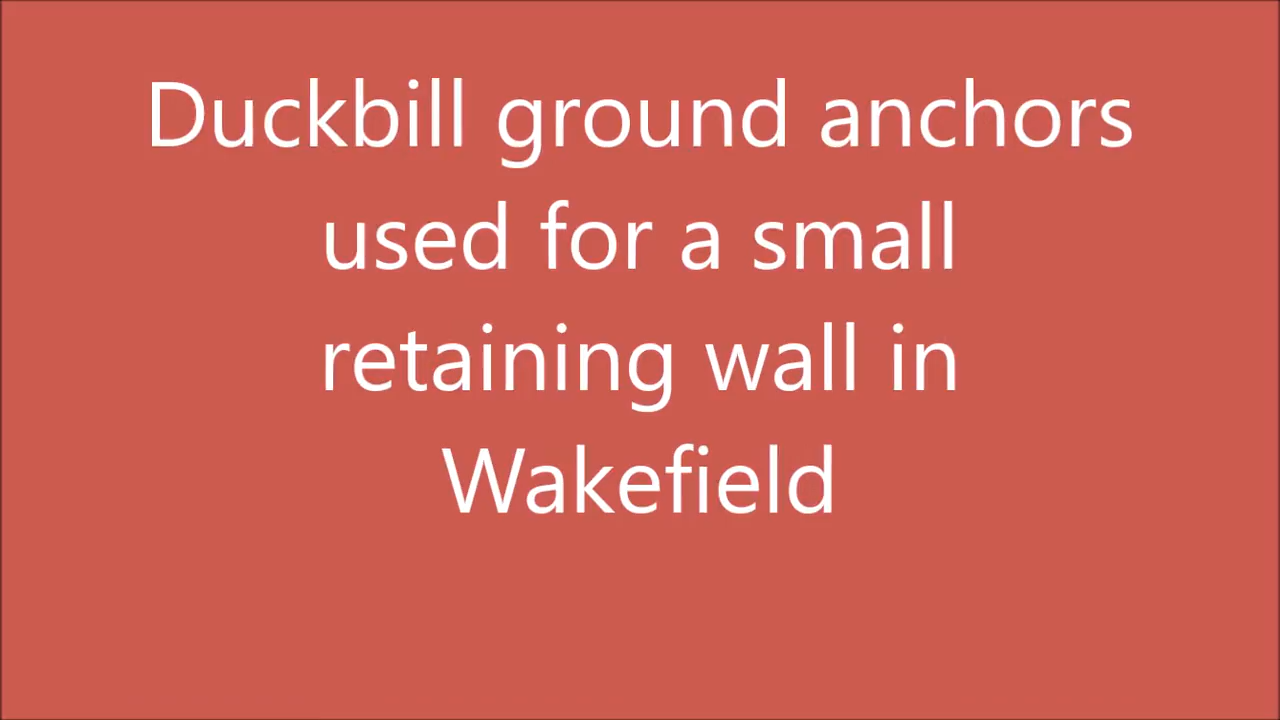 Duckbill ground anchors
used for a small
retaining wall in
Wakefield